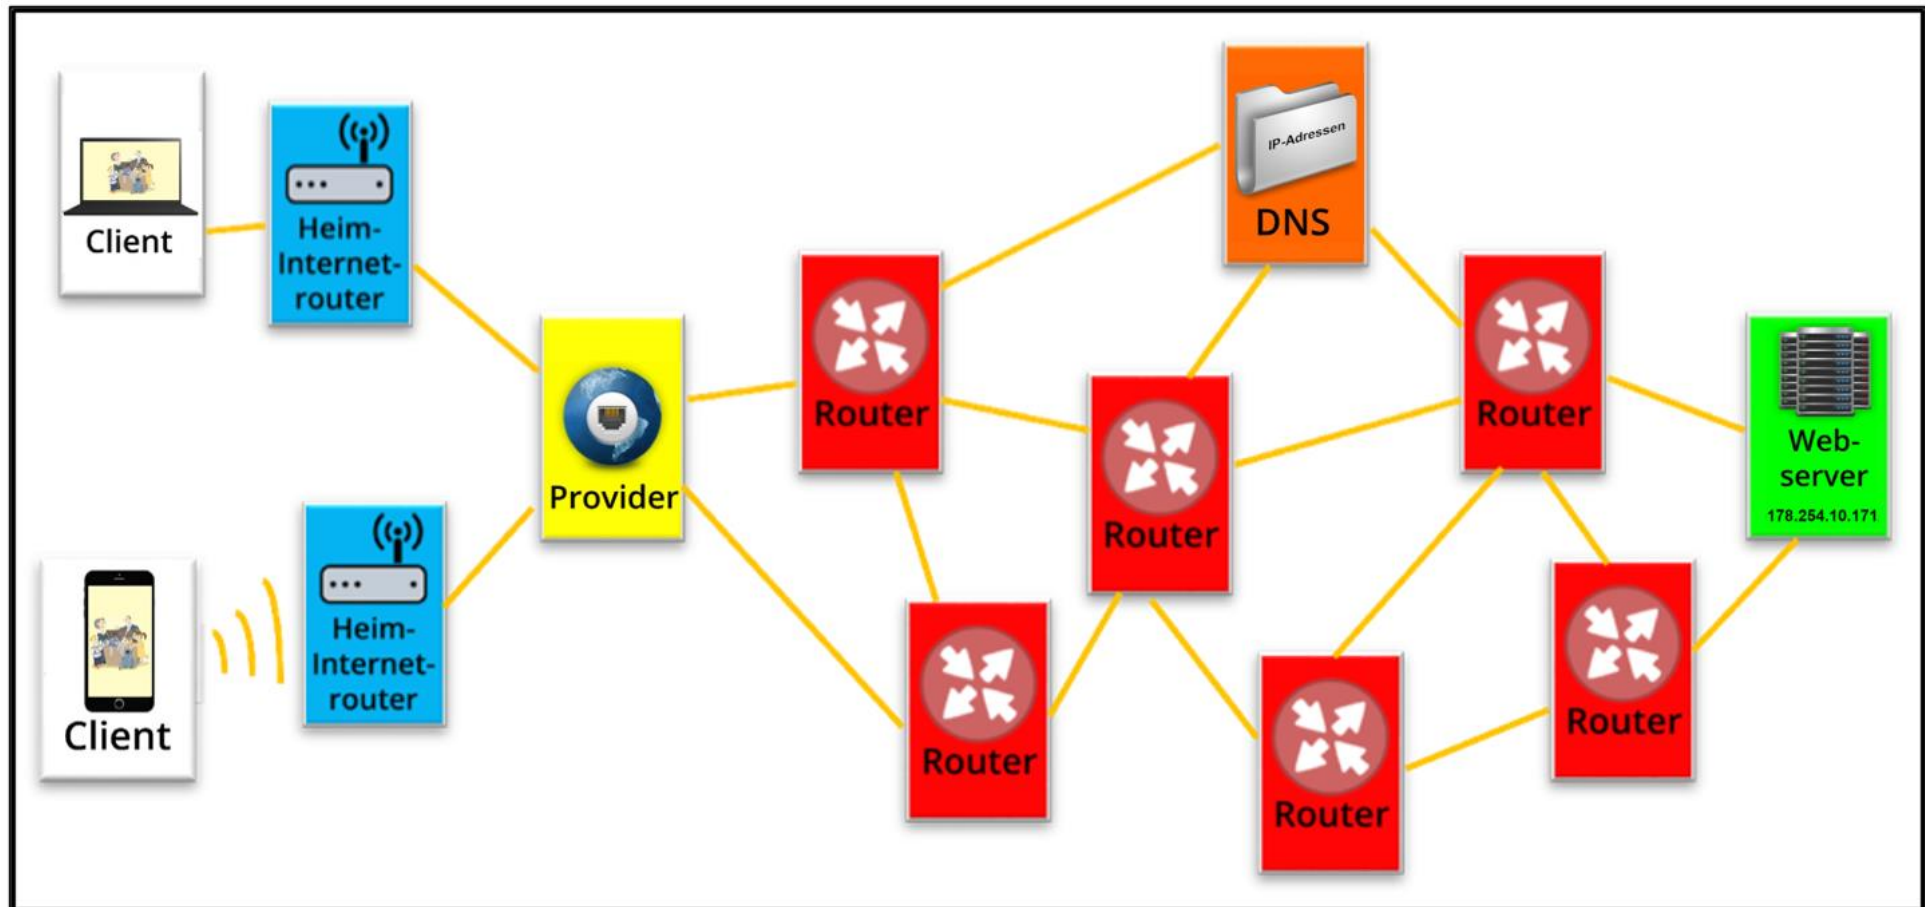 Client
Heim-
Internet-
router
Client
Heim-
Internet-
router
Provider
Router
Router
Router
IP-Adressen
DNS
Router
Router
Router
Web-
server
178.254.10.171